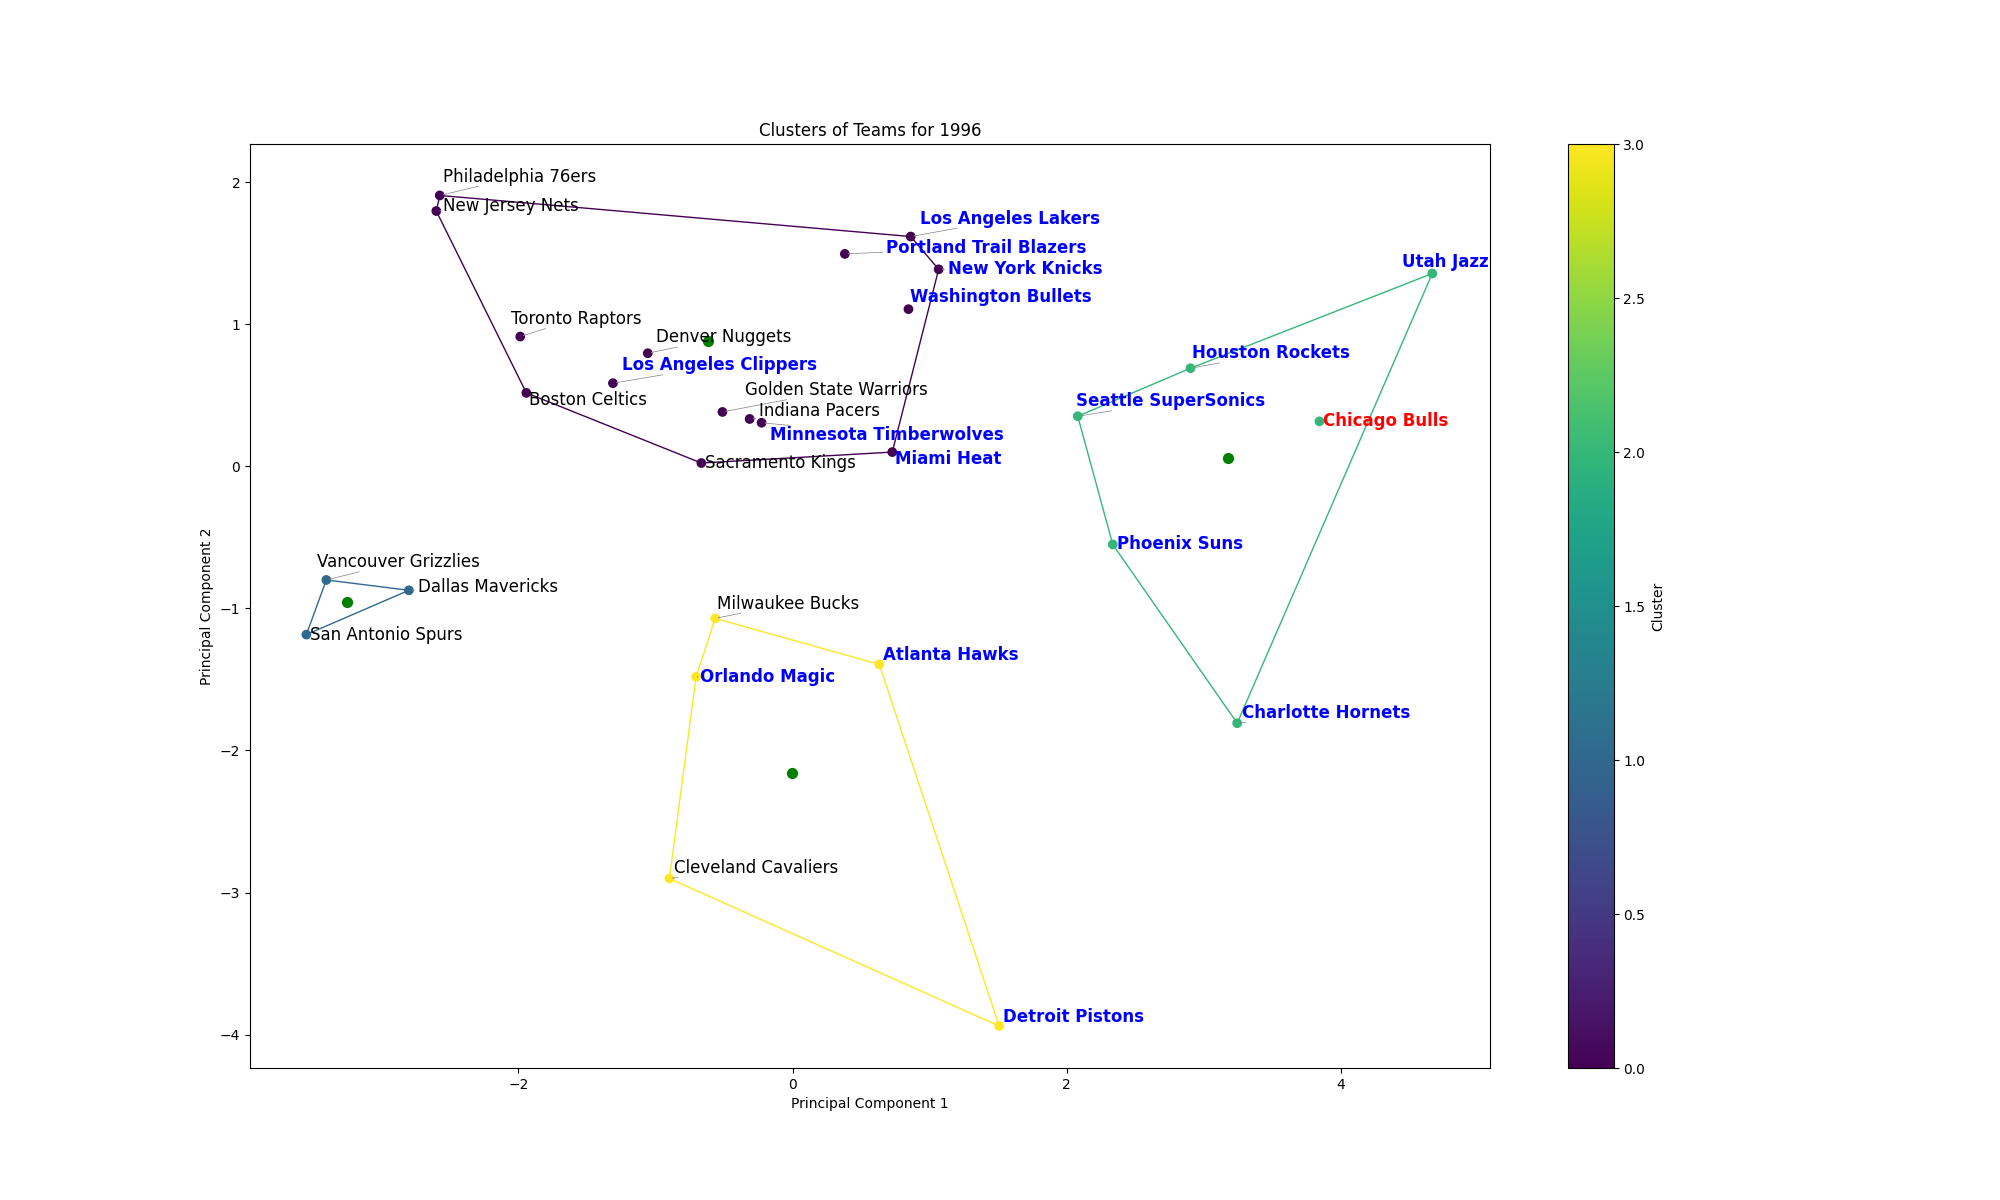 Clusters of Teams for 1996
Philadelphia 76ers
New Jersey Nets
Los Angeles Lakers
Portland Trail Blazers
New York Knicks
Utah Jazz
Washington Bullets
Toronto Raptors
Denver Nuggets
Houston Rockets
Los Angeles Clippers
Golden State Warriors
Boston Celtics
Seattle SuperSonics
Indiana Pacers
Chicago Bulls
Minnesota Timberwolves
Miami Heat
Sacramento Kings
Phoenix Suns
Vancouver Grizzlies
Dallas Mavericks
Milwaukee Bucks
San Antonio Spurs
Atlanta Hawks
Orlando Magic
Charlotte Hornets
Cleveland Cavaliers
Detroit Pistons
2
1
0
−1
−2
−3
−4
Principal Component 2
−2
0
2
4
Principal Component 1
3.0
2.5
2.0
1.5
1.0
0.5
0.0
Cluster